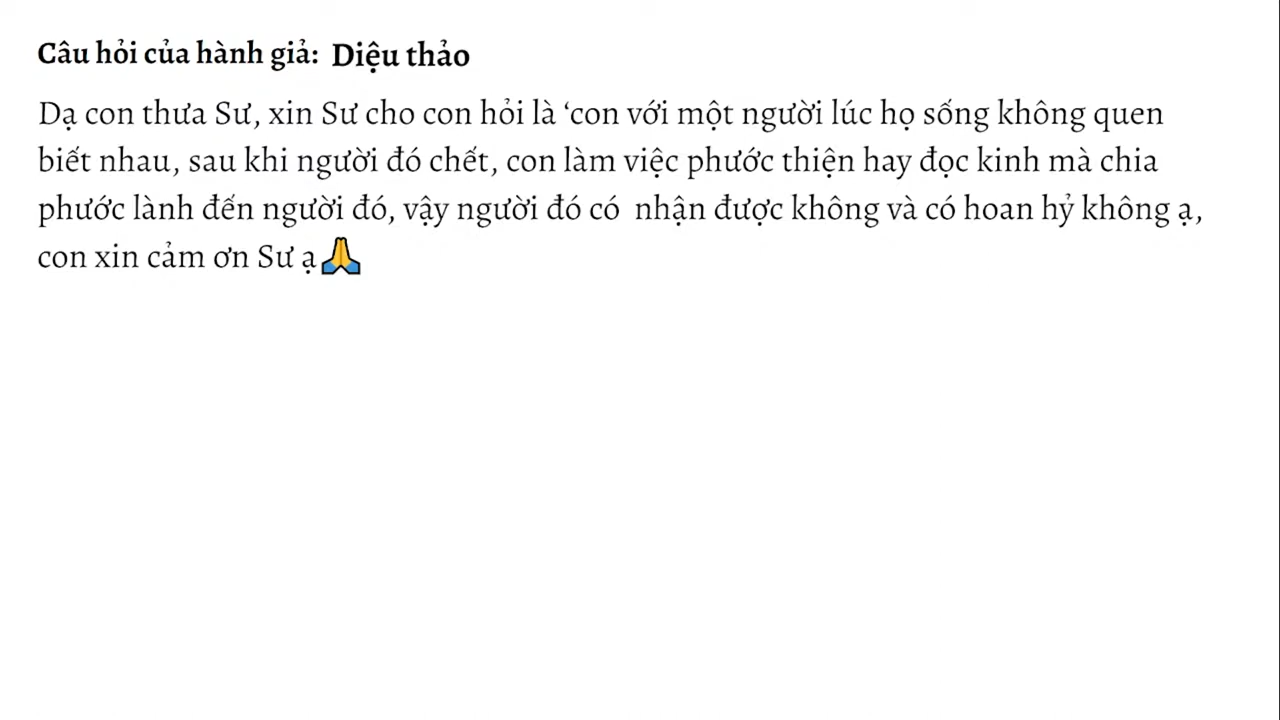 Câu hỏi của hành giả: Diệu thảo
Dạ con thưa Sư, xin Sư cho con hỏi là ‘con với một người lúc họ sống không quen
biết nhau, sau khi người đó chết, con làm việc phước thiện hay đọc kinh mà chia
phước lành đến người đó, vậy người đó có nhận được không và có hoan hỷ không ạ,
con xin cảm ơn Sư ạ🙏